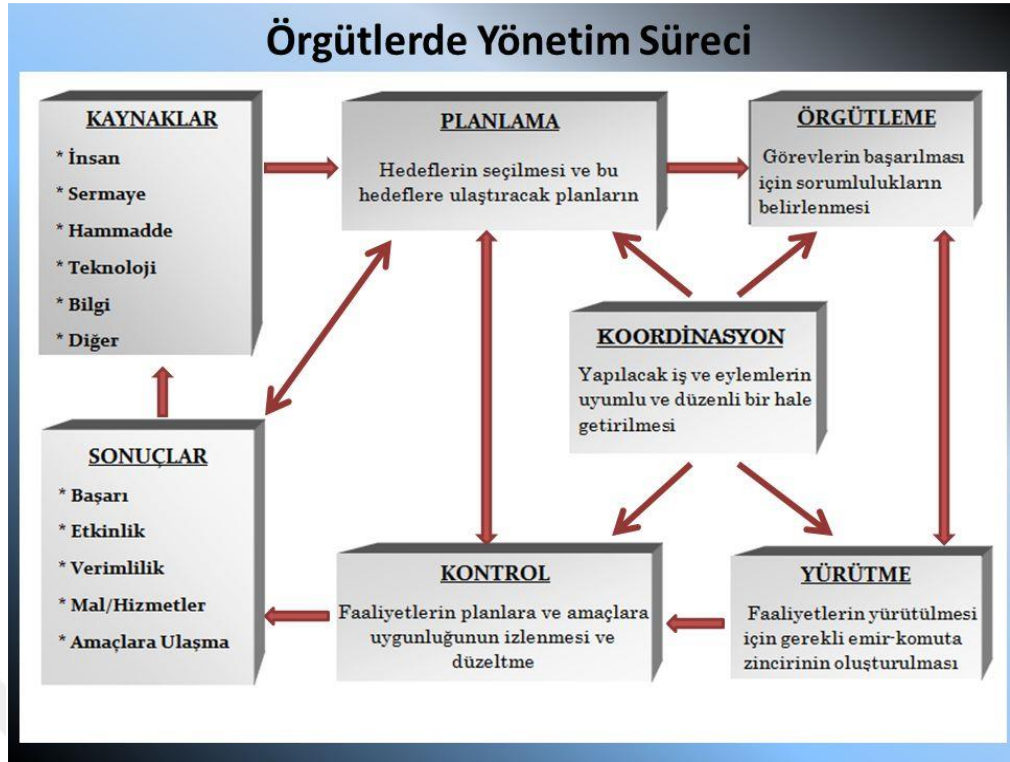 Örgütlerde Yönetim Süreci
KAYNAKLAR
* İnsan
* Sermaye
* Hammadde
* Teknoloji
* Bilgi
* Diğer
PLANLAMA
Hedeflerin seçilmesi ve bu
hedeflere ulaştıracak planların
ÖRGÜTLEME
Görevlerin başarılması
için sorumlulukların
belirlenmesi
KOORDİNASYON
Yapılacak iş ve eylemlerin
uyumlu ve düzenli bir hale
getirilmesi
SONUÇLAR
* Başarı
* Etkinlik
* Verimlilik
* Mal/Hizmetler
* Amaçlara Ulaşma
KONTROL
Faaliyetlerin planlara ve amaçlara
uygunluğunun izlenmesi ve
düzeltme
YÜRÜTME
Faaliyetlerin yürütülmesi
için gerekli emir-komuta
zincirinin oluşturulması